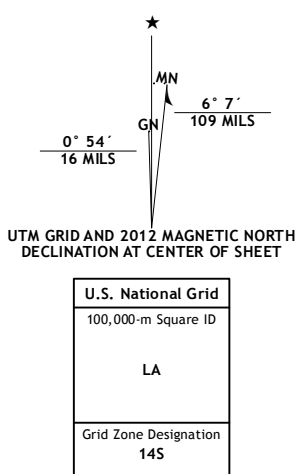 ★
MN
GN
6° 7´
109 MILS
0° 54´
16 MILS
UTM GRID AND 2012 MAGNETIC NORTH
DECLINATION AT CENTER OF SHEET
U.S. National Grid
100,000-m Square ID
LA
Grid Zone Designation
14S